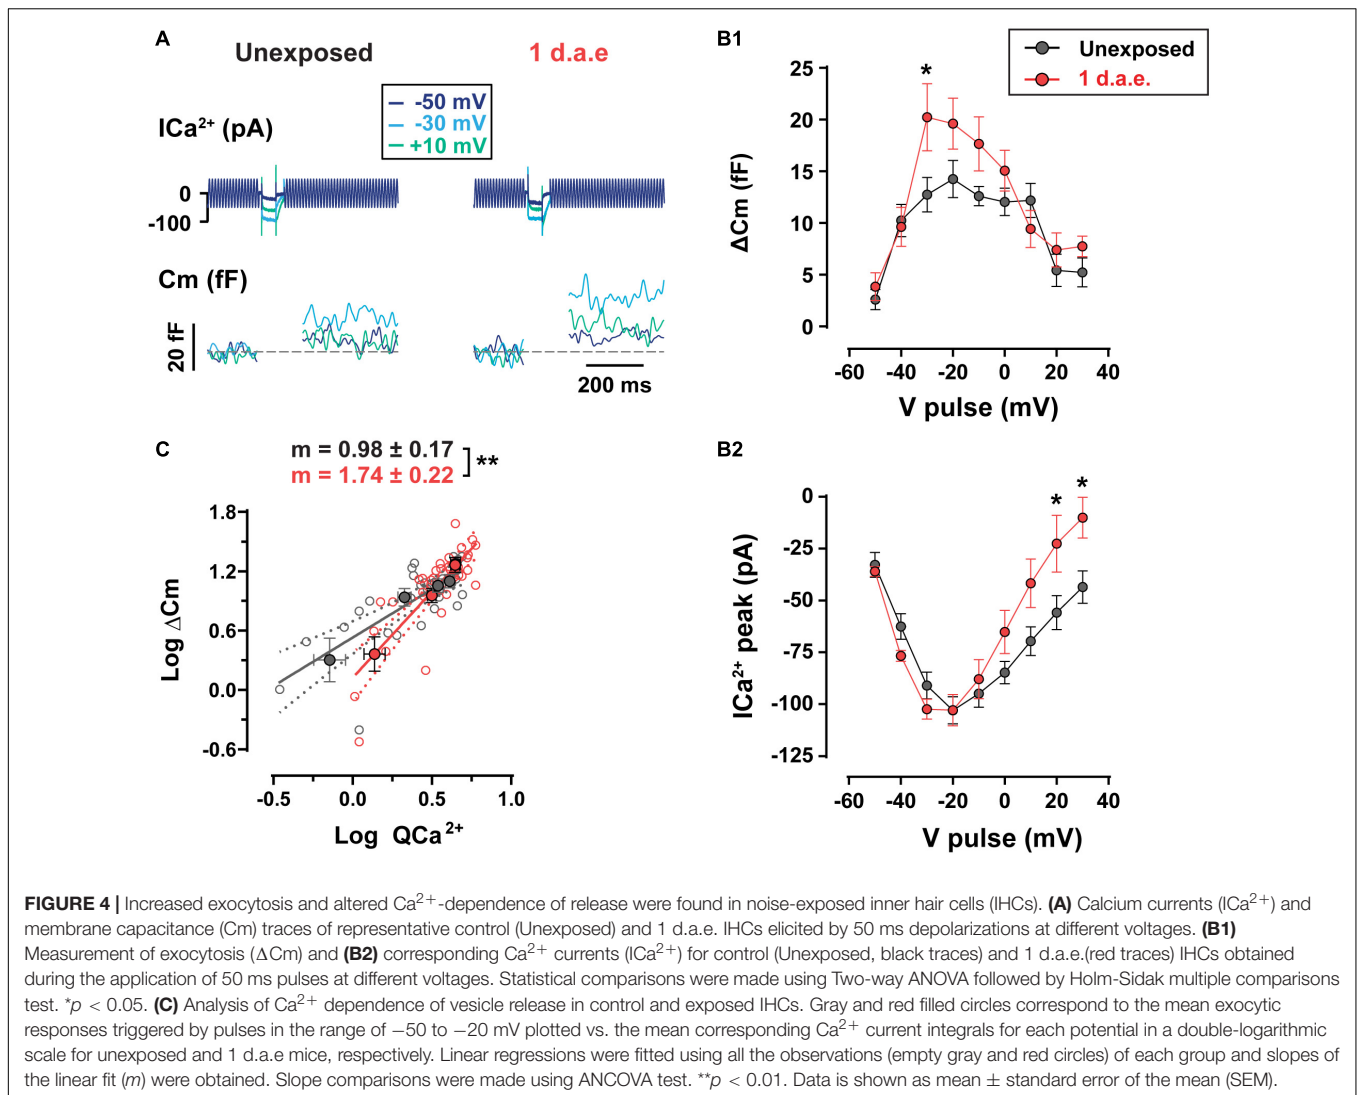 A
Unexposed
1 d.a.e
-50 mV
-30 mV
+10 mV
ICa²⁺ (pA)
0
-100
Cm (fF)
20 fF
200 ms
B1
Unexposed
1 d.a.e.
*
25
20
15
10
5
0
ΔCm (fF)
-60 -40 -20 0 20 40
V pulse (mV)
C
m = 0.98 ± 0.17
m = 1.74 ± 0.22
**
1.8
1.2
0.6
0.0
-0.6
Log ΔCm
-0.5 0.0 0.5 1.0
Log QCa²⁺
B2
* *
0
-25
-50
-75
-100
-125
ICa²⁺ peak (pA)
-60 -40 -20 0 20 40
V pulse (mV)
FIGURE 4 | Increased exocytosis and altered Ca²⁺-dependence of release were found in noise-exposed inner hair cells (IHCs). (A) Calcium currents (ICa²⁺) and
membrane capacitance (Cm) traces of representative control (Unexposed) and 1 d.a.e. IHCs elicited by 50 ms depolarizations at different voltages. (B1)
Measurement of exocytosis (ΔCm) and (B2) corresponding Ca²⁺ currents (ICa²⁺) for control (Unexposed, black traces) and 1 d.a.e.(red traces) IHCs obtained
during the application of 50 ms pulses at different voltages. Statistical comparisons were made using Two-way ANOVA followed by Holm-Sidak multiple comparisons
test. *p < 0.05. (C) Analysis of Ca²⁺ dependence of vesicle release in control and exposed IHCs. Gray and red filled circles correspond to the mean exocytic
responses triggered by pulses in the range of −50 to −20 mV plotted vs. the mean corresponding Ca²⁺ current integrals for each potential in a double-logarithmic
scale for unexposed and 1 d.a.e mice, respectively. Linear regressions were fitted using all the observations (empty gray and red circles) of each group and slopes of
the linear fit (m) were obtained. Slope comparisons were made using ANCOVA test. **p < 0.01. Data is shown as mean ± standard error of the mean (SEM).